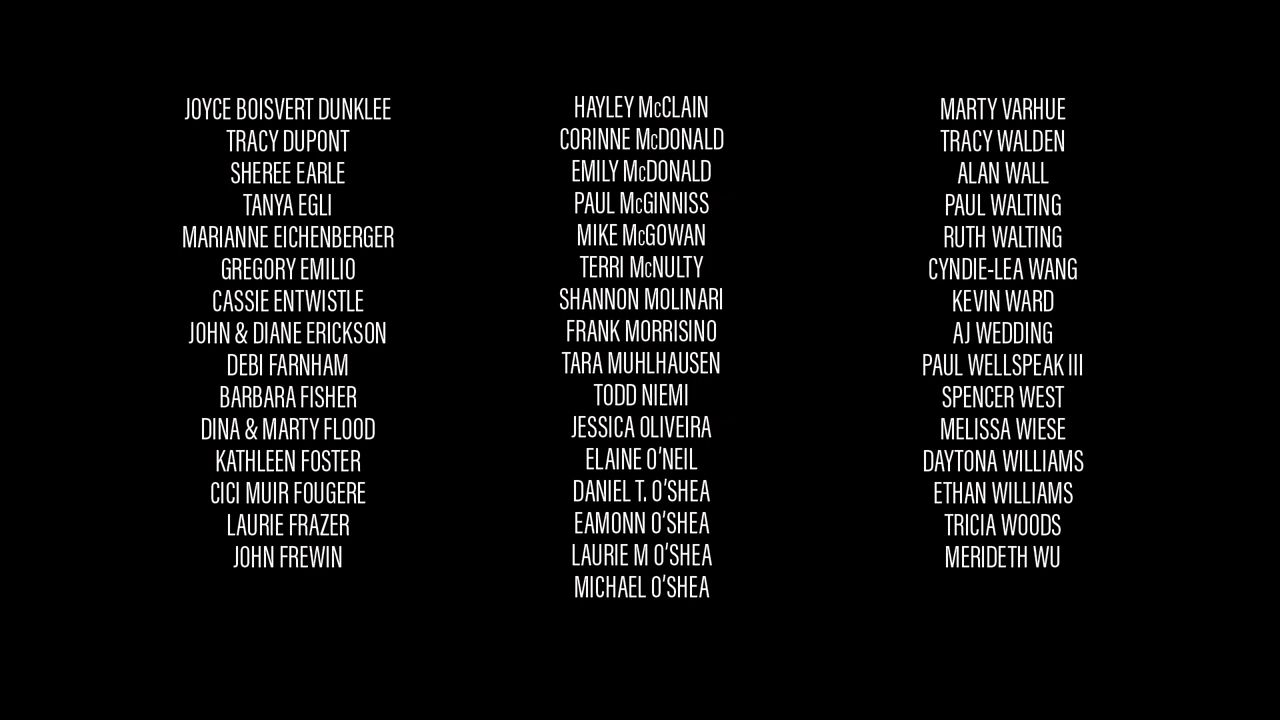 JOYCE BOISVERT DUNKLEE
TRACY DUPONT
SHEREE EARLE
TANYA EGLI
MARIANNE EICHENBERGER
GREGORY EMILIO
CASSIE ENTWISTLE
JOHN & DIANE ERICKSON
DEBI FARNHAM
BARBARA FISHER
DINA & MARTY FLOOD
KATHLEEN FOSTER
CICI MUIR FOUGERE
LAURIE FRAZER
JOHN FREWIN
HAYLEY McCLAIN
CORINNE McDONALD
EMILY McDONALD
PAUL McGINNISS
MIKE McGOWAN
TERRI McNULTY
SHANNON MOLINARI
FRANK MORRISINO
TARA MUHLHAUSEN
TODD NIEMI
JESSICA OLIVEIRA
ELAINE O'NEIL
DANIEL T. O'SHEA
EAMONN O'SHEA
LAURIE M O'SHEA
MICHAEL O'SHEA
MARTY VARHUE
TRACY WALDEN
ALAN WALL
PAUL WALTING
RUTH WALTING
CYNDIE-LEA WANG
KEVIN WARD
AJ WEDDING
PAUL WELLSPEAK III
SPENCER WEST
MELISSA WIESE
DAYTONA WILLIAMS
ETHAN WILLIAMS
TRICIA WOODS
MERIDETH WU